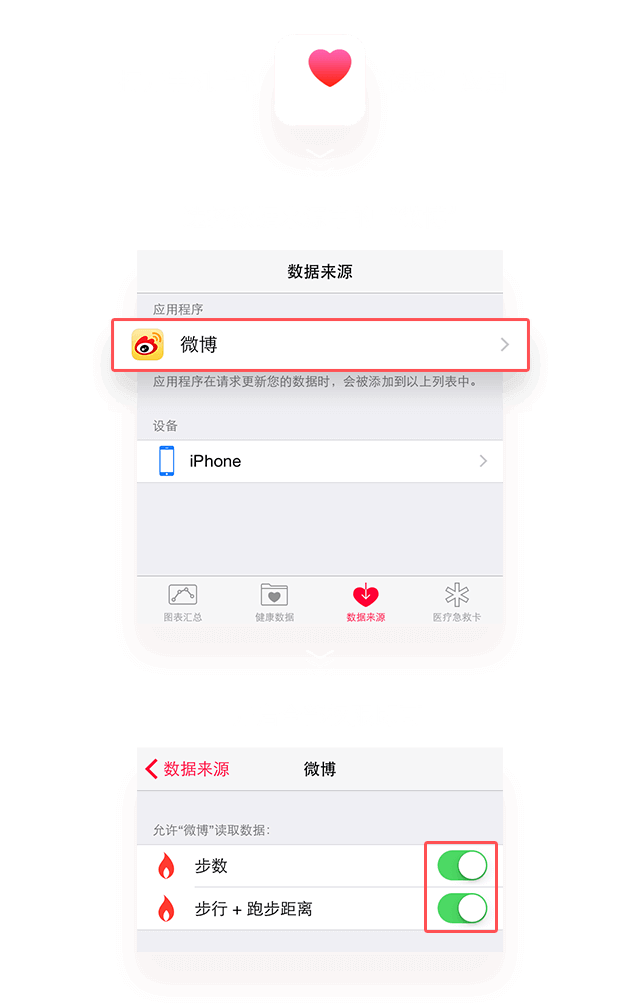 数据来源
应用程序
微博
应用程序在请求更新您的数据时，会被添加到以上列表中。
设备
iPhone
图表汇总 健康数据 数据来源 医疗急救卡
数据来源 微博
允许“微博”读取数据：
步数
步行 + 跑步距离